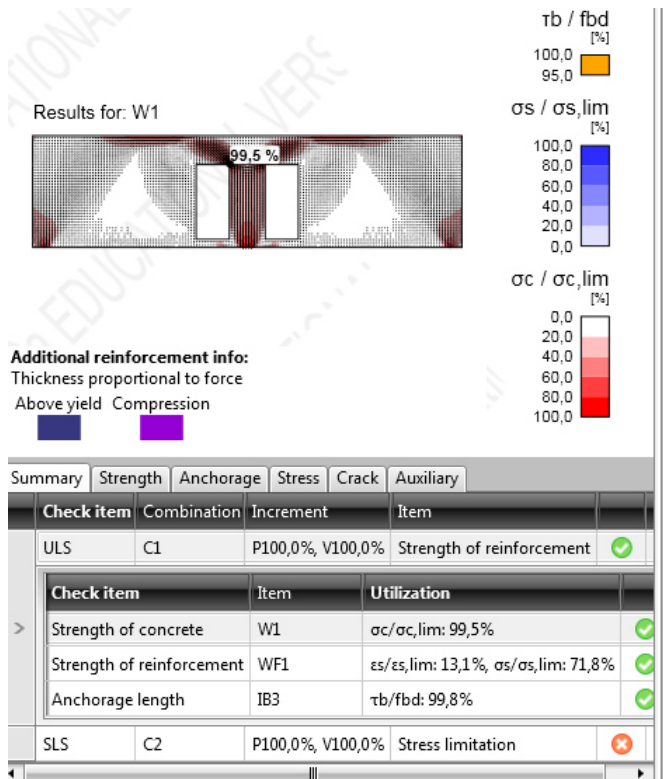 τb / fbd
[%]
100,0
95,0
Results for: W1
σs / σs,lim
[%]
100,0
80,0
60,0
40,0
20,0
0,0
99,5 %
σc / σc,lim
[%]
0,0
20,0
40,0
60,0
80,0
100,0
Additional reinforcement info:
Thickness proportional to force
Above yield Compression
Summary Strength Anchorage Stress Crack Auxiliary
Check item Combination Increment Item
ULS C1 P100,0%, V100,0% Strength of reinforcement
Check item Item Utilization
Strength of concrete W1 σc/σc,lim: 99,5%
Strength of reinforcement WF1 εs/εs,lim: 13,1%, σs/σs,lim: 71,8%
Anchorage length IB3 τb/fbd: 99,8%
SLS C2 P100,0%, V100,0% Stress limitation